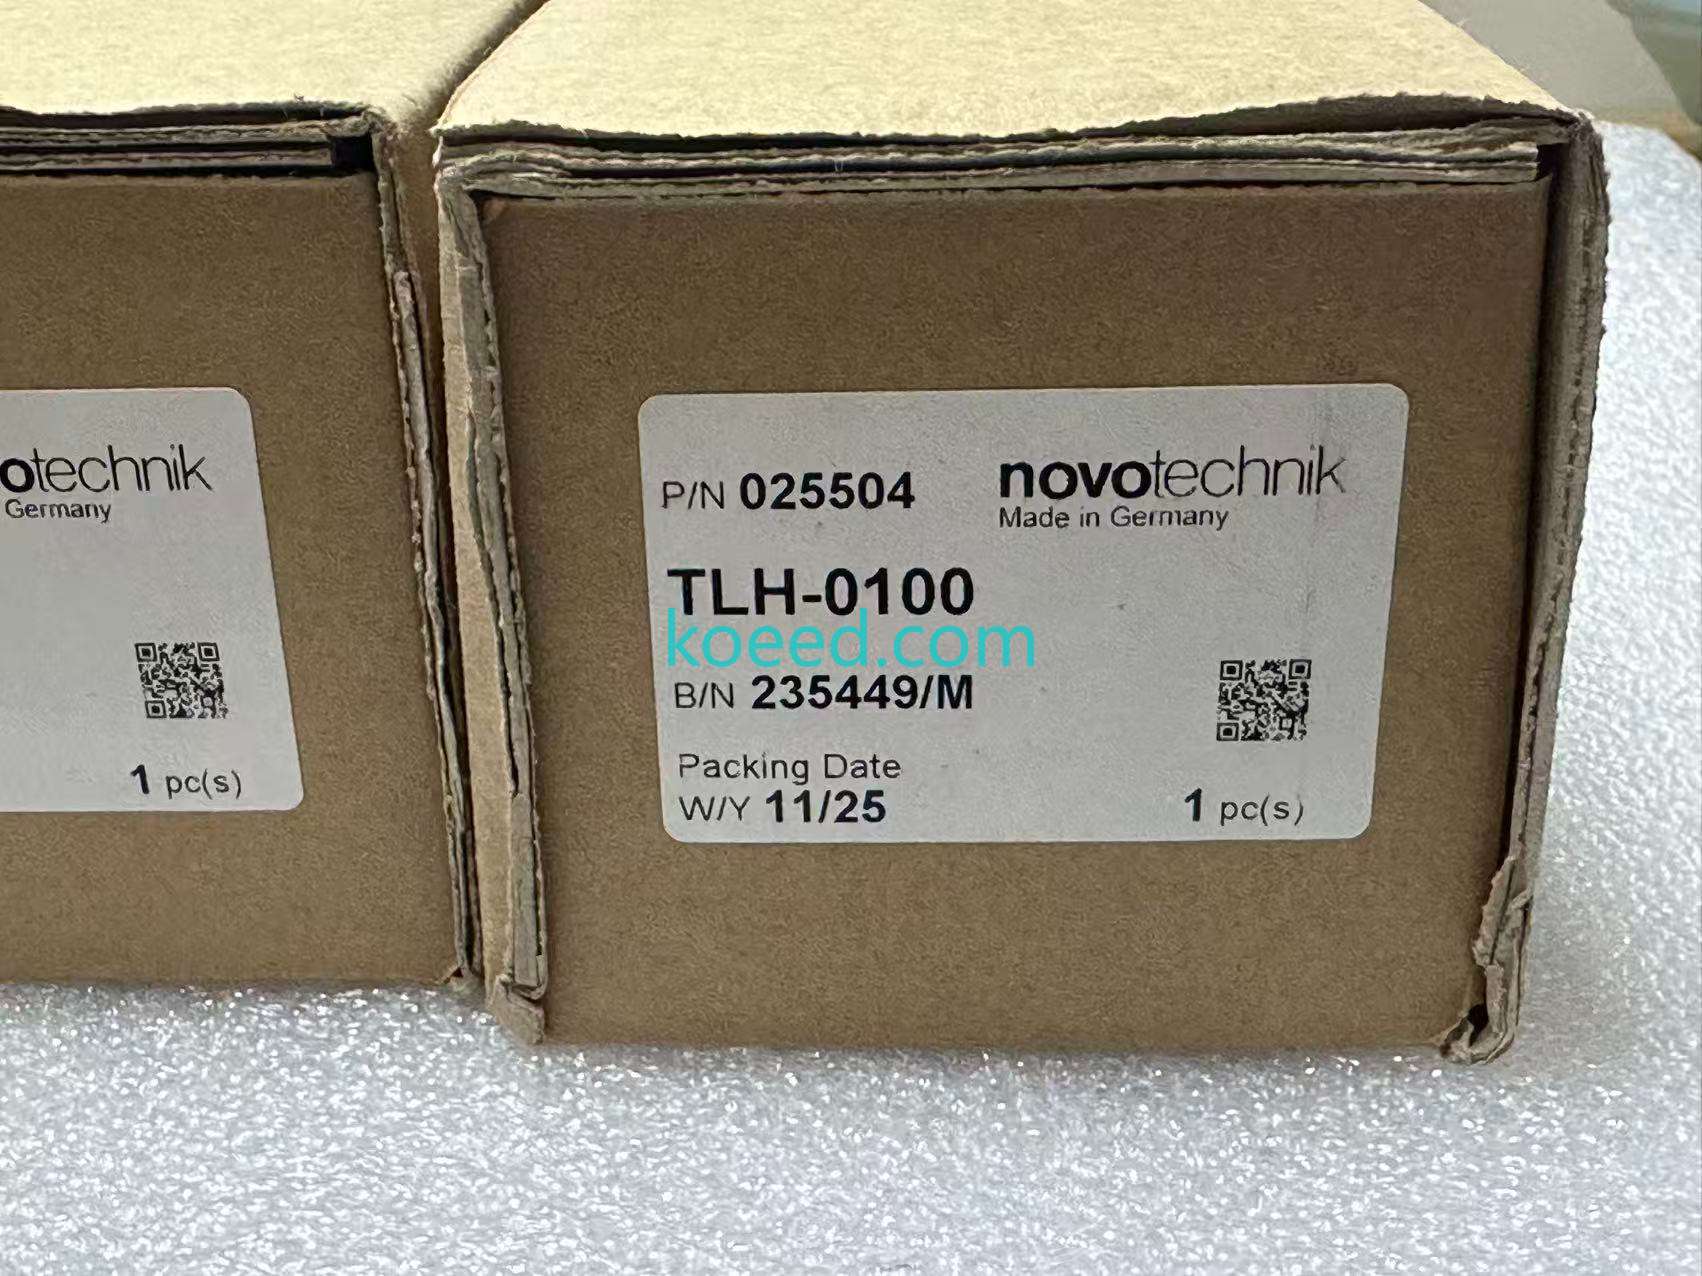 otechnik
Germany
1 pc(s)
P/N 025504
novotechnik
Made in Germany
TLH-0100
koeed.com
B/N 235449/M
Packing Date
W/Y 11/25
1 pc(s)